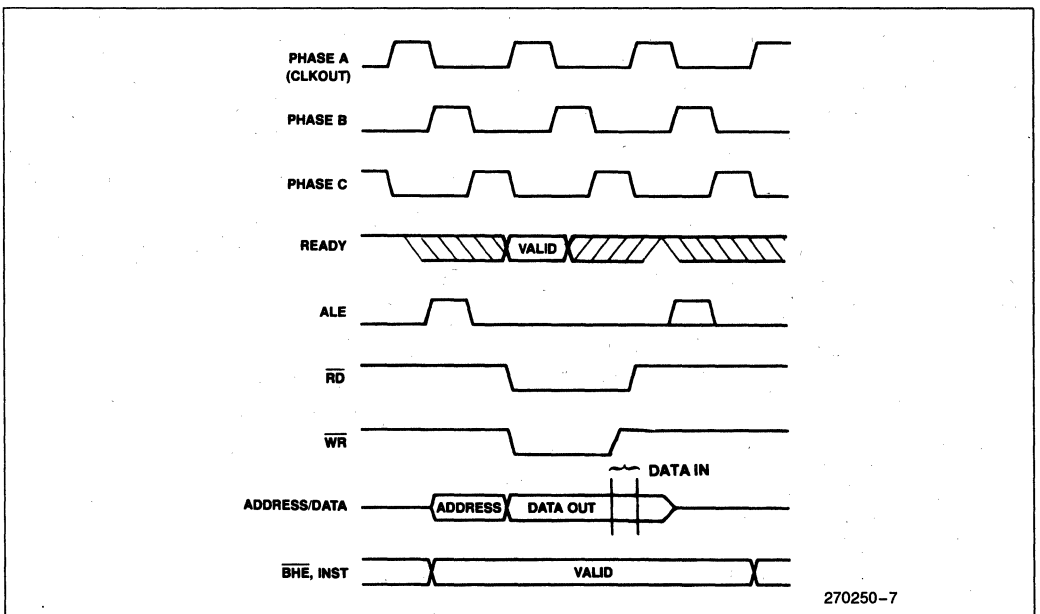 PHASE A
(CLKOUT)
PHASE B
PHASE C
READY
VALID
ALE
RD
WR
DATA IN
ADDRESS/DATA
ADDRESS
DATA OUT
BHE, INST
VALID
270250-7